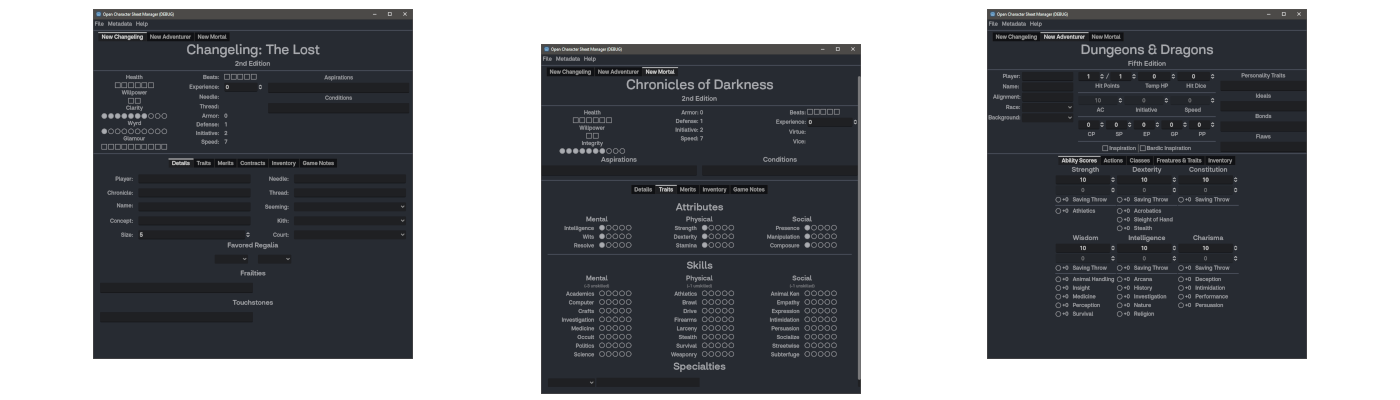 Open Character Sheet Manager (DEBUG)
File Metadata Help
New Changeling New Adventurer New Mortal
Changeling: The Lost
2nd Edition
Health
Willpower
Clarity
Wyrd
Glamour
Beats:
Experience: 0
Needle:
Thread:
Armor: 0
Defense: 1
Initiative: 2
Speed: 7
Aspirations
Conditions
Details Traits Merits Contracts Inventory Game Notes
Player: Needle:
Chronicle: Thread:
Name: Seeming:
Concept: Kith:
Size: 5 Court:
Favored Regalia
Frailties
Touchstones
Open Character Sheet Manager (DEBUG)
File Metadata Help
New Changeling New Adventurer New Mortal
Chronicles of Darkness
2nd Edition
Health
Willpower
Integrity
Armor: 0
Defense: 1
Initiative: 2
Speed: 7
Beats:
Experience: 0
Virtue:
Vice:
Aspirations Conditions
Details Traits Merits Inventory Game Notes
Attributes
Mental Physical Social
Intelligence Strength Presence
Wits Dexterity Manipulation
Resolve Stamina Composure
Skills
Mental Physical Social
(-3 unskilled) (-1 unskilled) (-1 unskilled)
Academics Athletics Animal Ken
Computer Brawl Empathy
Crafts Drive Expression
Investigation Firearms Intimidation
Medicine Larceny Persuasion
Occult Stealth Socialize
Politics Survival Streetwise
Science Weaponry Subterfuge
Specialties
Open Character Sheet Manager (DEBUG)
File Metadata Help
New Changeling New Adventurer New Mortal
Dungeons & Dragons
Fifth Edition
Player:
Name:
Alignment:
Race:
Background:
1 / 1 0 0
Hit Points Temp HP Hit Dice
10 0 0
AC Initiative Speed
0 0 0 0 0
CP SP EP GP PP
Inspiration Bardic Inspiration
Personality Traits
Ideals
Bonds
Flaws
Ability Scores Actions Classes Freatures & Traits Inventory
Strength Dexterity Constitution
10 10 10
0 0 0
+0 Saving Throw +0 Saving Throw +0 Saving Throw
+0 Athletics +0 Acrobatics
+0 Sleight of Hand
+0 Stealth
Wisdom Intelligence Charisma
10 10 10
0 0 0
+0 Saving Throw +0 Saving Throw +0 Saving Throw
+0 Animal Handling +0 Arcana +0 Deception
+0 Insight +0 History +0 Intimidation
+0 Medicine +0 Investigation +0 Performance
+0 Perception +0 Nature +0 Persuasion
+0 Survival +0 Religion